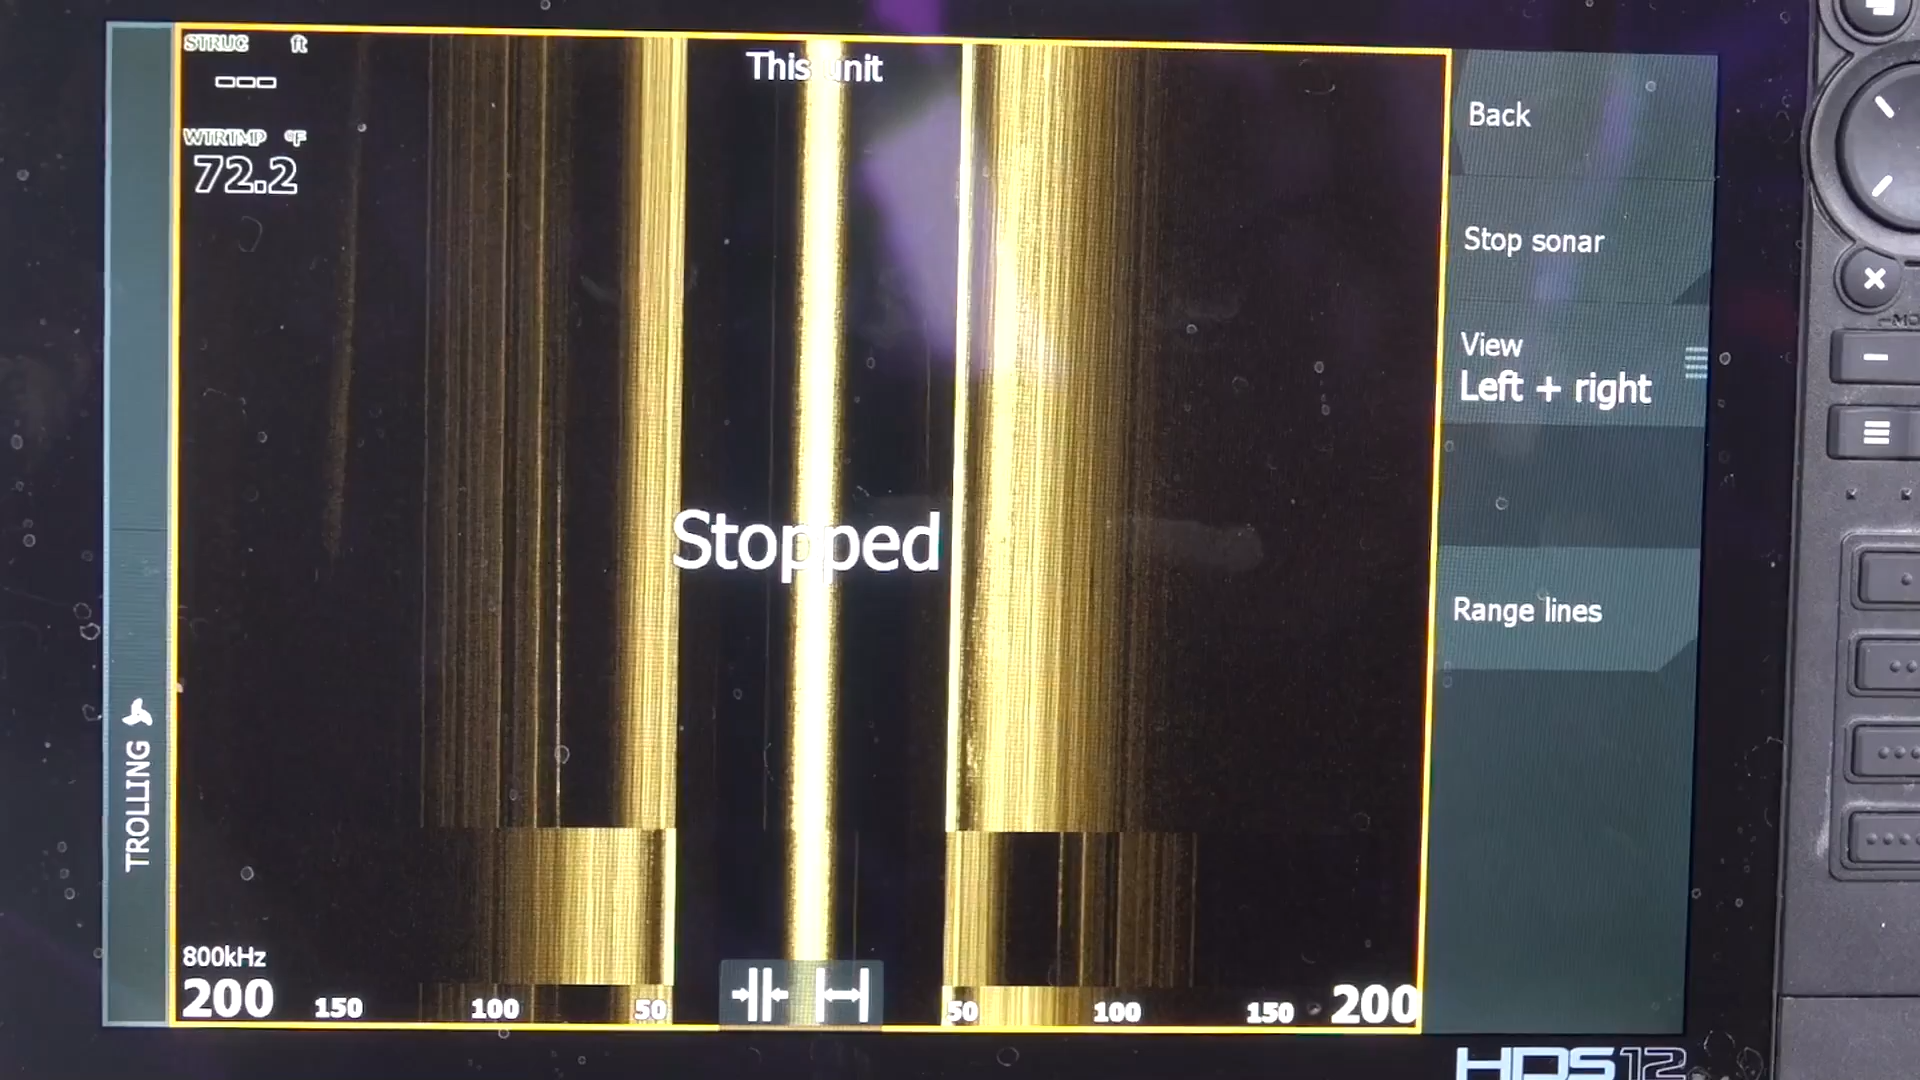 STRUC ft
This unit
---
WTRTMP °F
72.2
Back
Stop sonar
View
Left + right
Stopped
Range lines
TROLLING
800kHz
200 150 100 50 50 100 150 200
HDS12